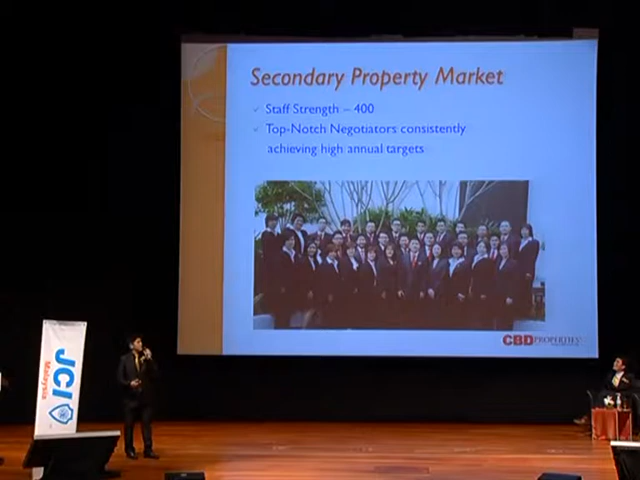 Secondary Property Market
Staff Strength – 400
Top-Notch Negotiators consistently
achieving high annual targets
CBD PROPERTIES
JCI
Malaysia